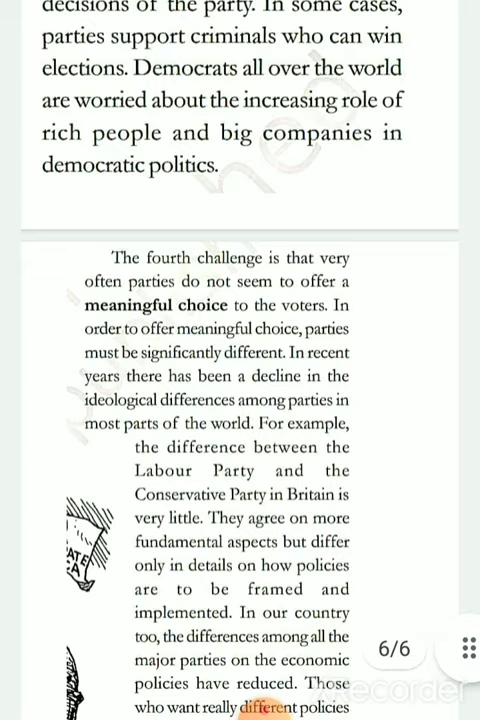 decisions of the party. In some cases,
parties support criminals who can win
elections. Democrats all over the world
are worried about the increasing role of
rich people and big companies in
democratic politics.
The fourth challenge is that very
often parties do not seem to offer a
meaningful choice to the voters. In
order to offer meaningful choice, parties
must be significantly different. In recent
years there has been a decline in the
ideological differences among parties in
most parts of the world. For example,
the difference between the
Labour Party and the
Conservative Party in Britain is
very little. They agree on more
fundamental aspects but differ
only in details on how policies
are to be framed and
implemented. In our country
too, the differences among all the
major parties on the economic
policies have reduced. Those
who want really different policies
6/6
Recorder